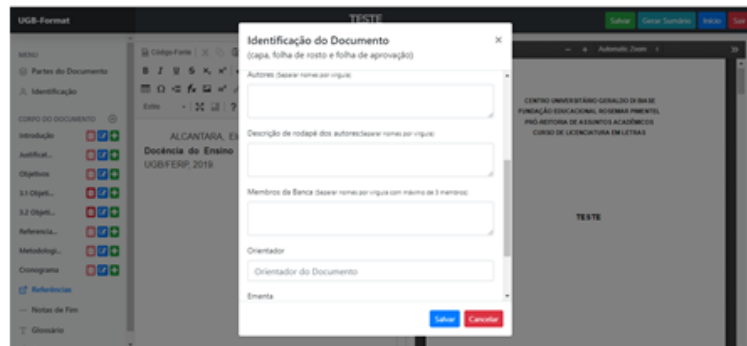 UGB-Format
TESTE
Salvar
Gerar Sumário
Início
Sair
MENU
Partes do Documento
Identificação
CORPO DO DOCUMENTO
Introdução
Justificat...
Objetivos
3.1 Objeti...
3.2 Objeti...
Referencia...
Metodologi...
Cronograma
Referências
Notas de Fim
Glossário
Código-Fonte
Estilo
ALCANTARA, El
Docência do Ensino
UGB/FERP, 2019.
Identificação do Documento
×
(capa, folha de rosto e folha de aprovação)
Autores (Separar nomes por vírgula)
Descrição de rodapé dos autores(Separar nomes por vírgula)
Membros da Banca (Separar nomes por vírgula com máximo de 3 membros)
Orientador
Orientador do Documento
Ementa
Salvar
Cancelar
Automatic Zoom
CENTRO UNIVERSITÁRIO GERALDO DI BIASE
FUNDAÇÃO EDUCACIONAL ROSEMAR PIMENTEL
PRÓ-REITORIA DE ASSUNTOS ACADÊMICOS
CURSO DE LICENCIATURA EM LETRAS
TESTE